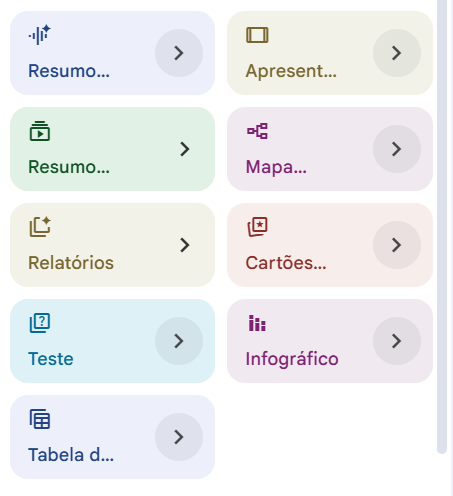 Resumo...
Apresent...
Resumo...
Mapa...
Relatórios
Cartões...
Teste
Infográfico
Tabela d...